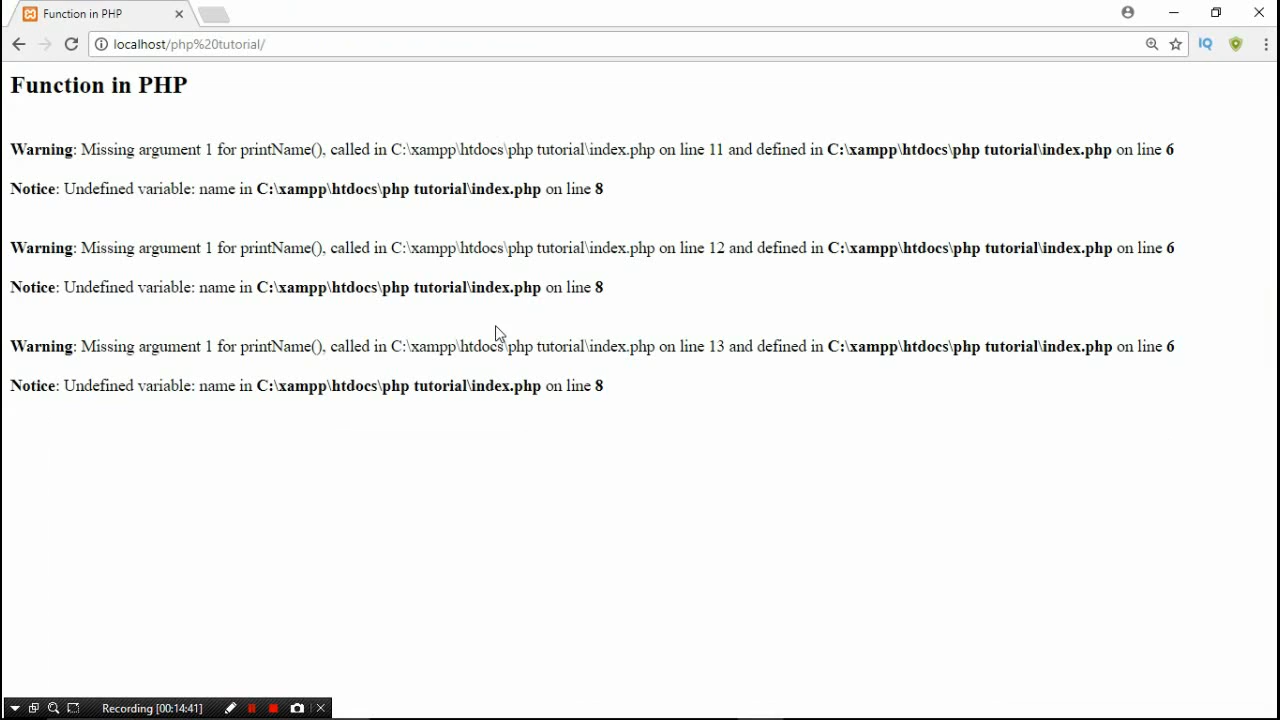 Function in PHP
localhost/php%20tutorial/
IQ
Function in PHP
Warning: Missing argument 1 for printName(), called in C:\xampp\htdocs\php tutorial\index.php on line 11 and defined in C:\xampp\htdocs\php tutorial\index.php on line 6
Notice: Undefined variable: name in C:\xampp\htdocs\php tutorial\index.php on line 8
Warning: Missing argument 1 for printName(), called in C:\xampp\htdocs\php tutorial\index.php on line 12 and defined in C:\xampp\htdocs\php tutorial\index.php on line 6
Notice: Undefined variable: name in C:\xampp\htdocs\php tutorial\index.php on line 8
Warning: Missing argument 1 for printName(), called in C:\xampp\htdocs\php tutorial\index.php on line 13 and defined in C:\xampp\htdocs\php tutorial\index.php on line 6
Notice: Undefined variable: name in C:\xampp\htdocs\php tutorial\index.php on line 8
Recording [00:14:41]